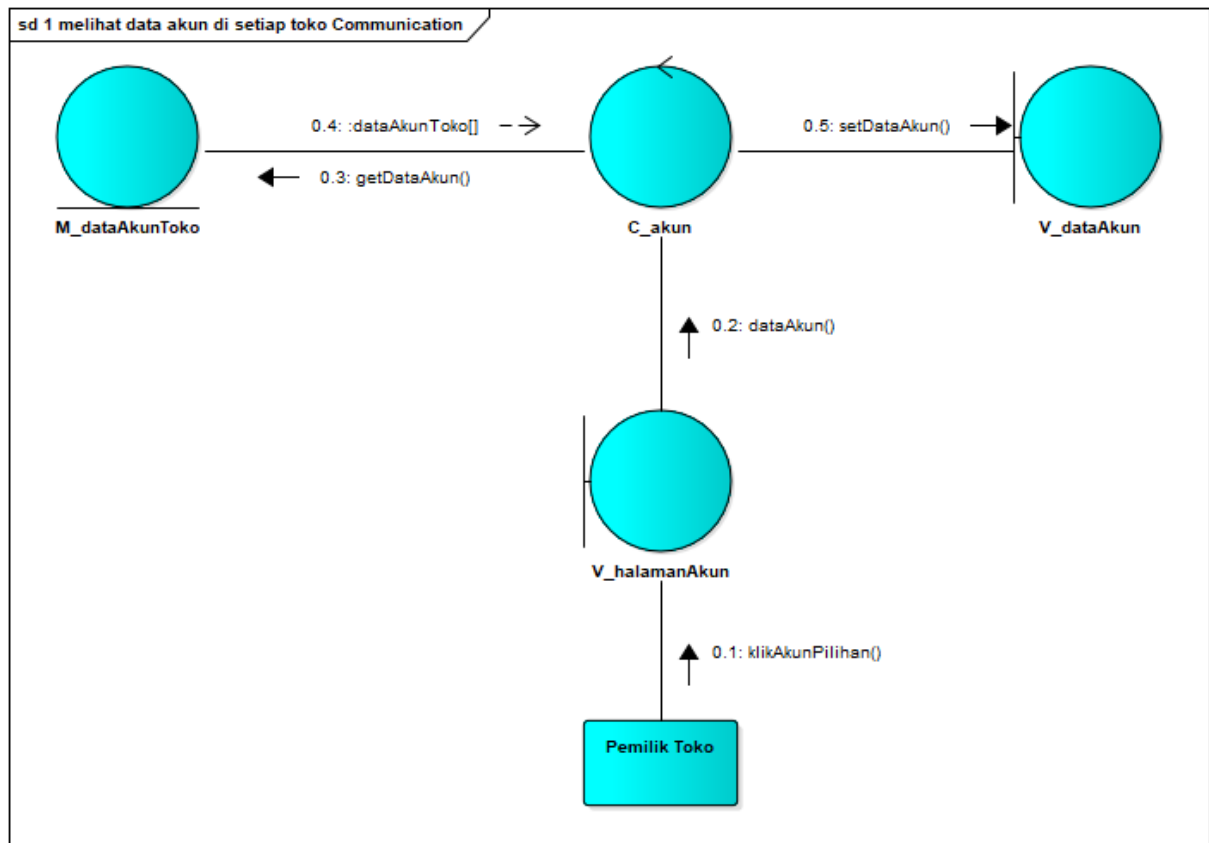 sd 1 melihat data akun di setiap toko Communication
0.4: :dataAkunToko[]
0.5: setDataAkun()
0.3: getDataAkun()
M_dataAkunToko
C_akun
V_dataAkun
0.2: dataAkun()
V_halamanAkun
0.1: klikAkunPilihan()
Pemilik Toko